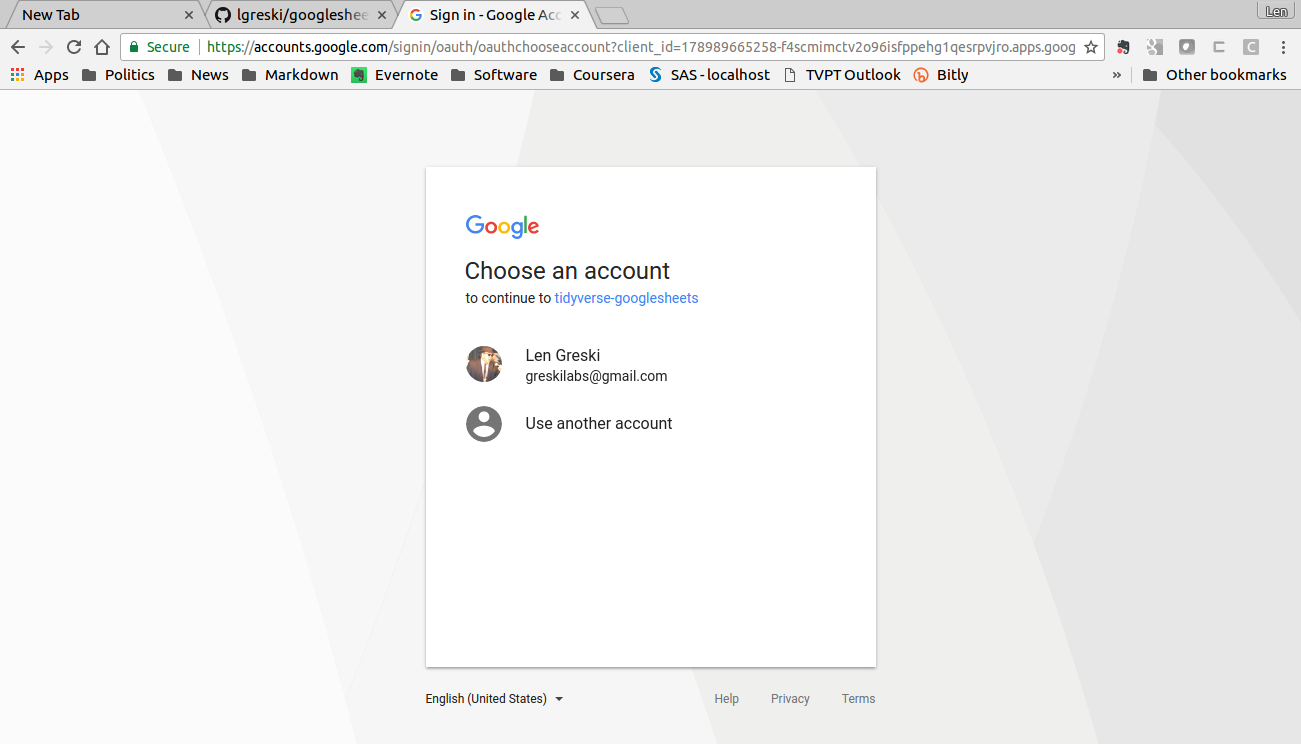 New Tab
lgreski/googleshee
Sign in - Google Acc
Len
Secure
https://accounts.google.com/signin/oauth/oauthchooseaccount?client_id=178989665258-f4scmimctv2o96isfppehg1qesrpvjro.apps.goog
Apps
Politics
News
Markdown
Evernote
Software
Coursera
SAS - localhost
TVPT Outlook
Bitly
»
Other bookmarks
Google
Choose an account
to continue to tidyverse-googlesheets
Len Greski
greskilabs@gmail.com
Use another account
English (United States)
Help
Privacy
Terms